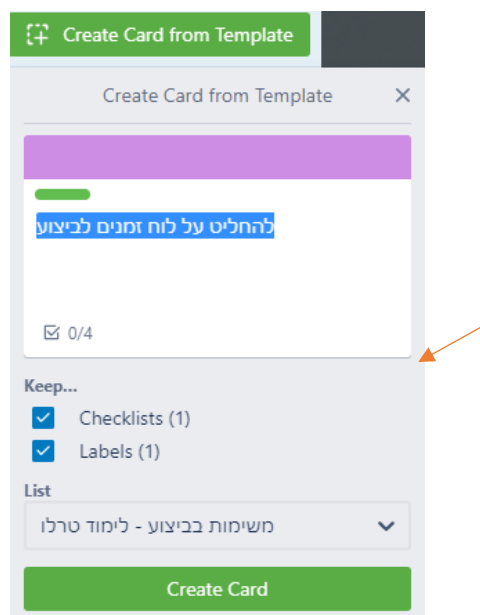 Create Card from Template
Create Card from Template
להחליט על לוח זמנים לביצוע
0/4
Keep...
Checklists (1)
Labels (1)
List
משימות בביצוע - לימוד טרלו
Create Card